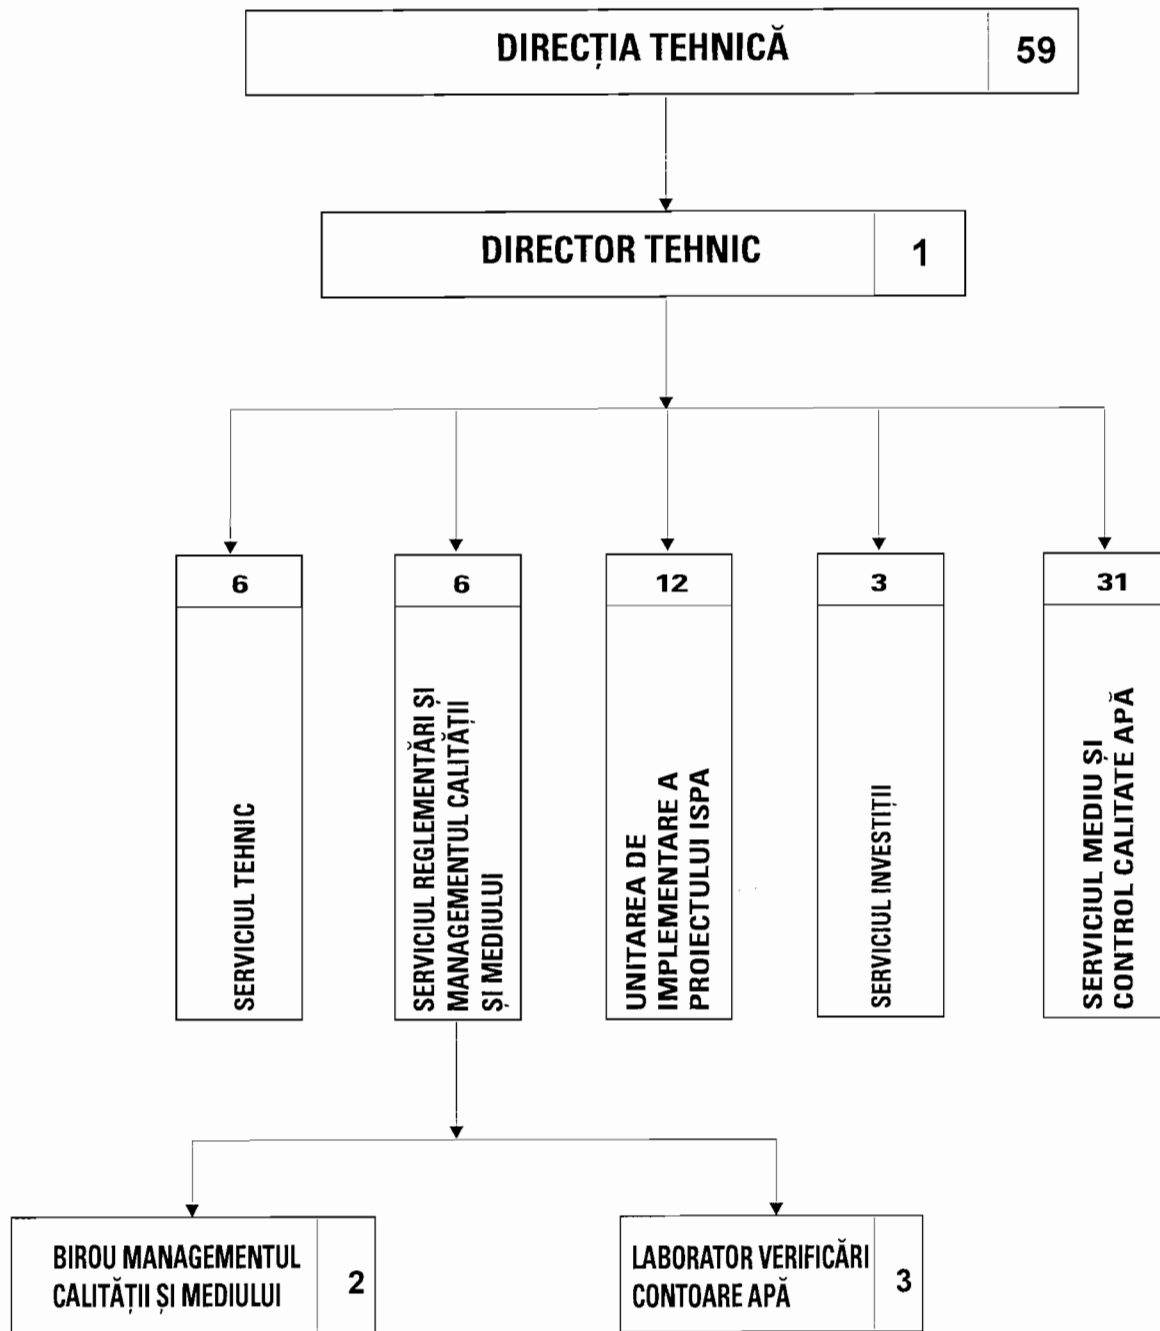 DIRECȚIA TEHNICĂ 59
DIRECTOR TEHNIC 1
6
SERVICIUL TEHNIC
6
SERVICIUL REGLEMENTĂRI ȘI
MANAGEMENTUL CALITĂȚII
ȘI MEDIULUI
12
UNITAREA DE
IMPLEMENTARE A
PROIECTULUI ISPA
3
SERVICIUL INVESTIȚII
31
SERVICIUL MEDIU ȘI
CONTROL CALITATE APĂ
BIROU MANAGEMENTUL
CALITĂȚII ȘI MEDIULUI
2
LABORATOR VERIFICĂRI
CONTOARE APĂ
3